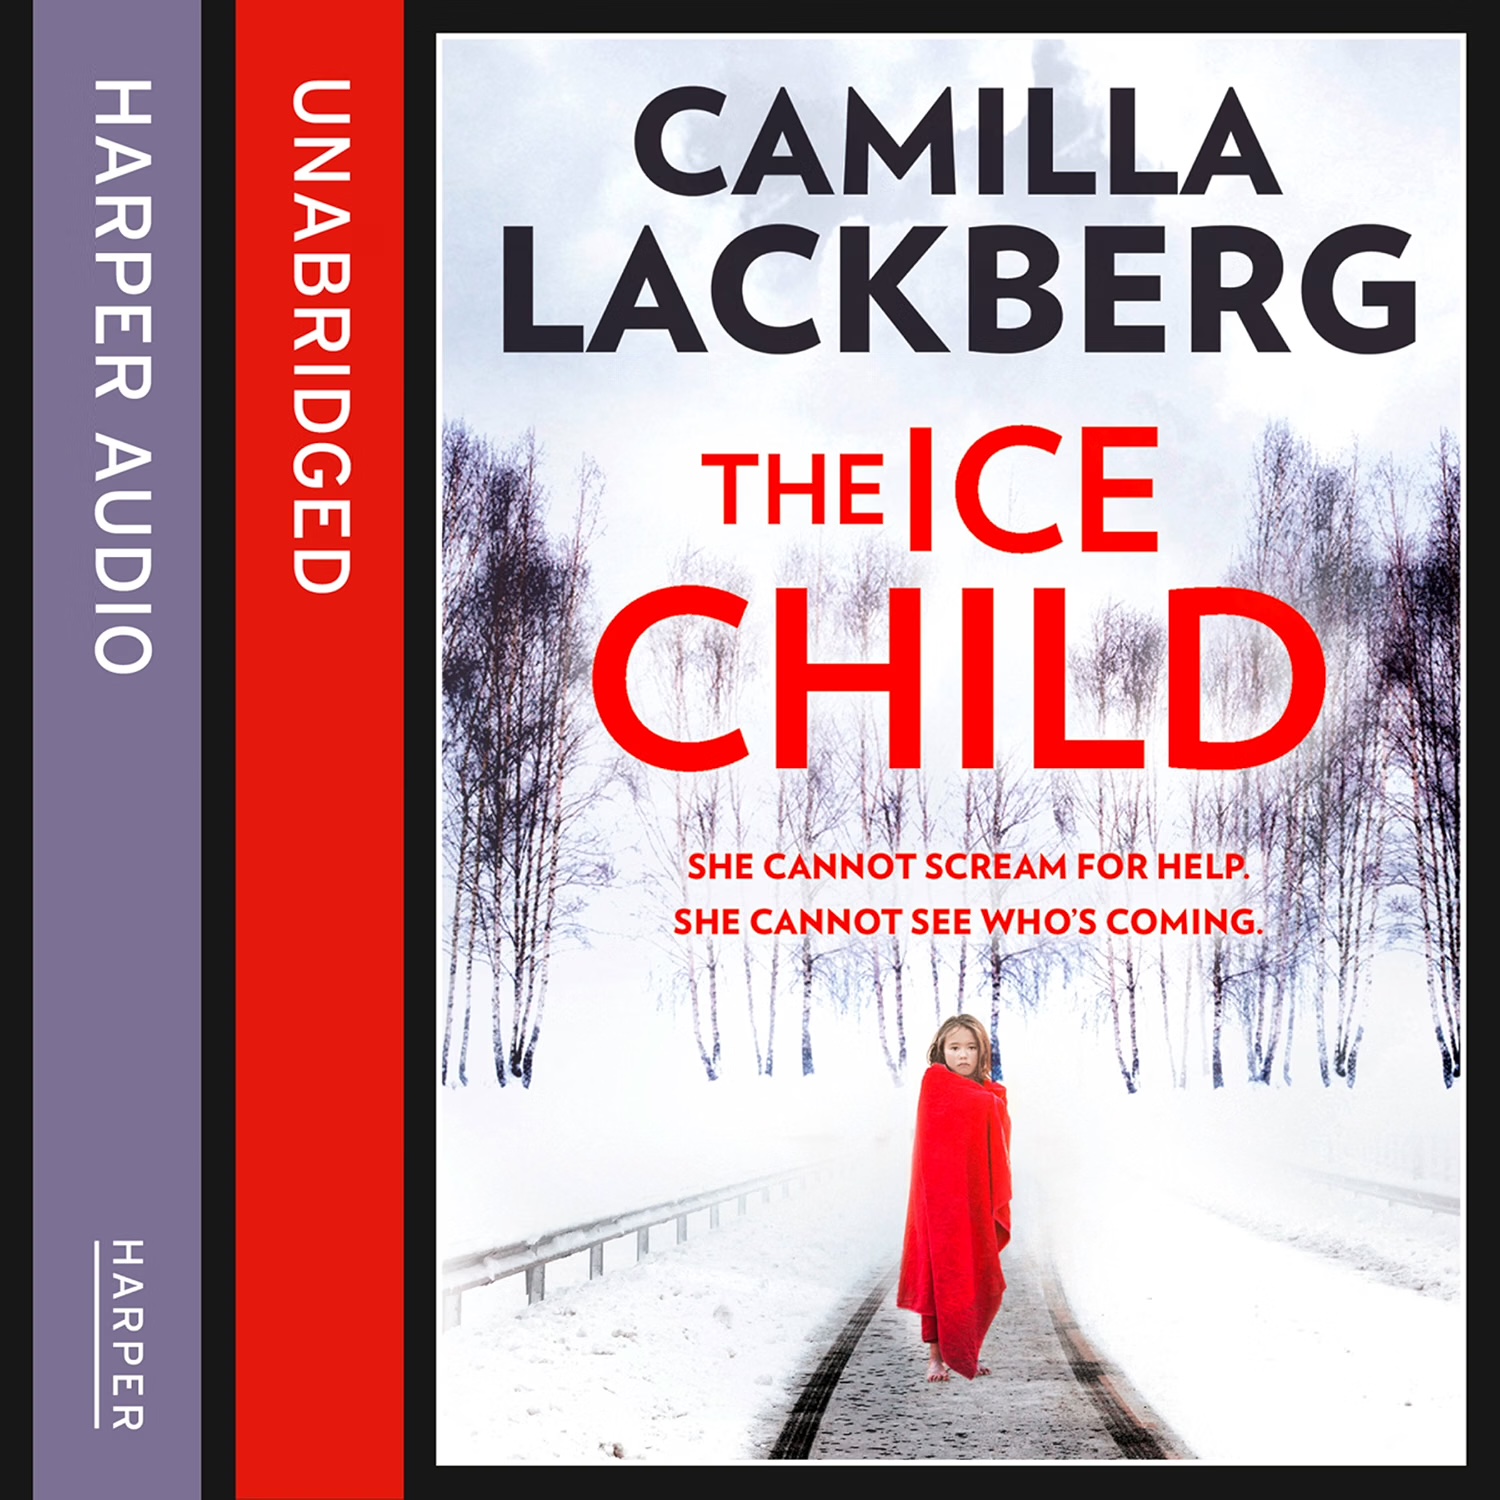 HARPER AUDIO
HARPER
UNABRIDGED
CAMILLA
LACKBERG
THE ICE
CHILD
SHE CANNOT SCREAM FOR HELP.
SHE CANNOT SEE WHO'S COMING.